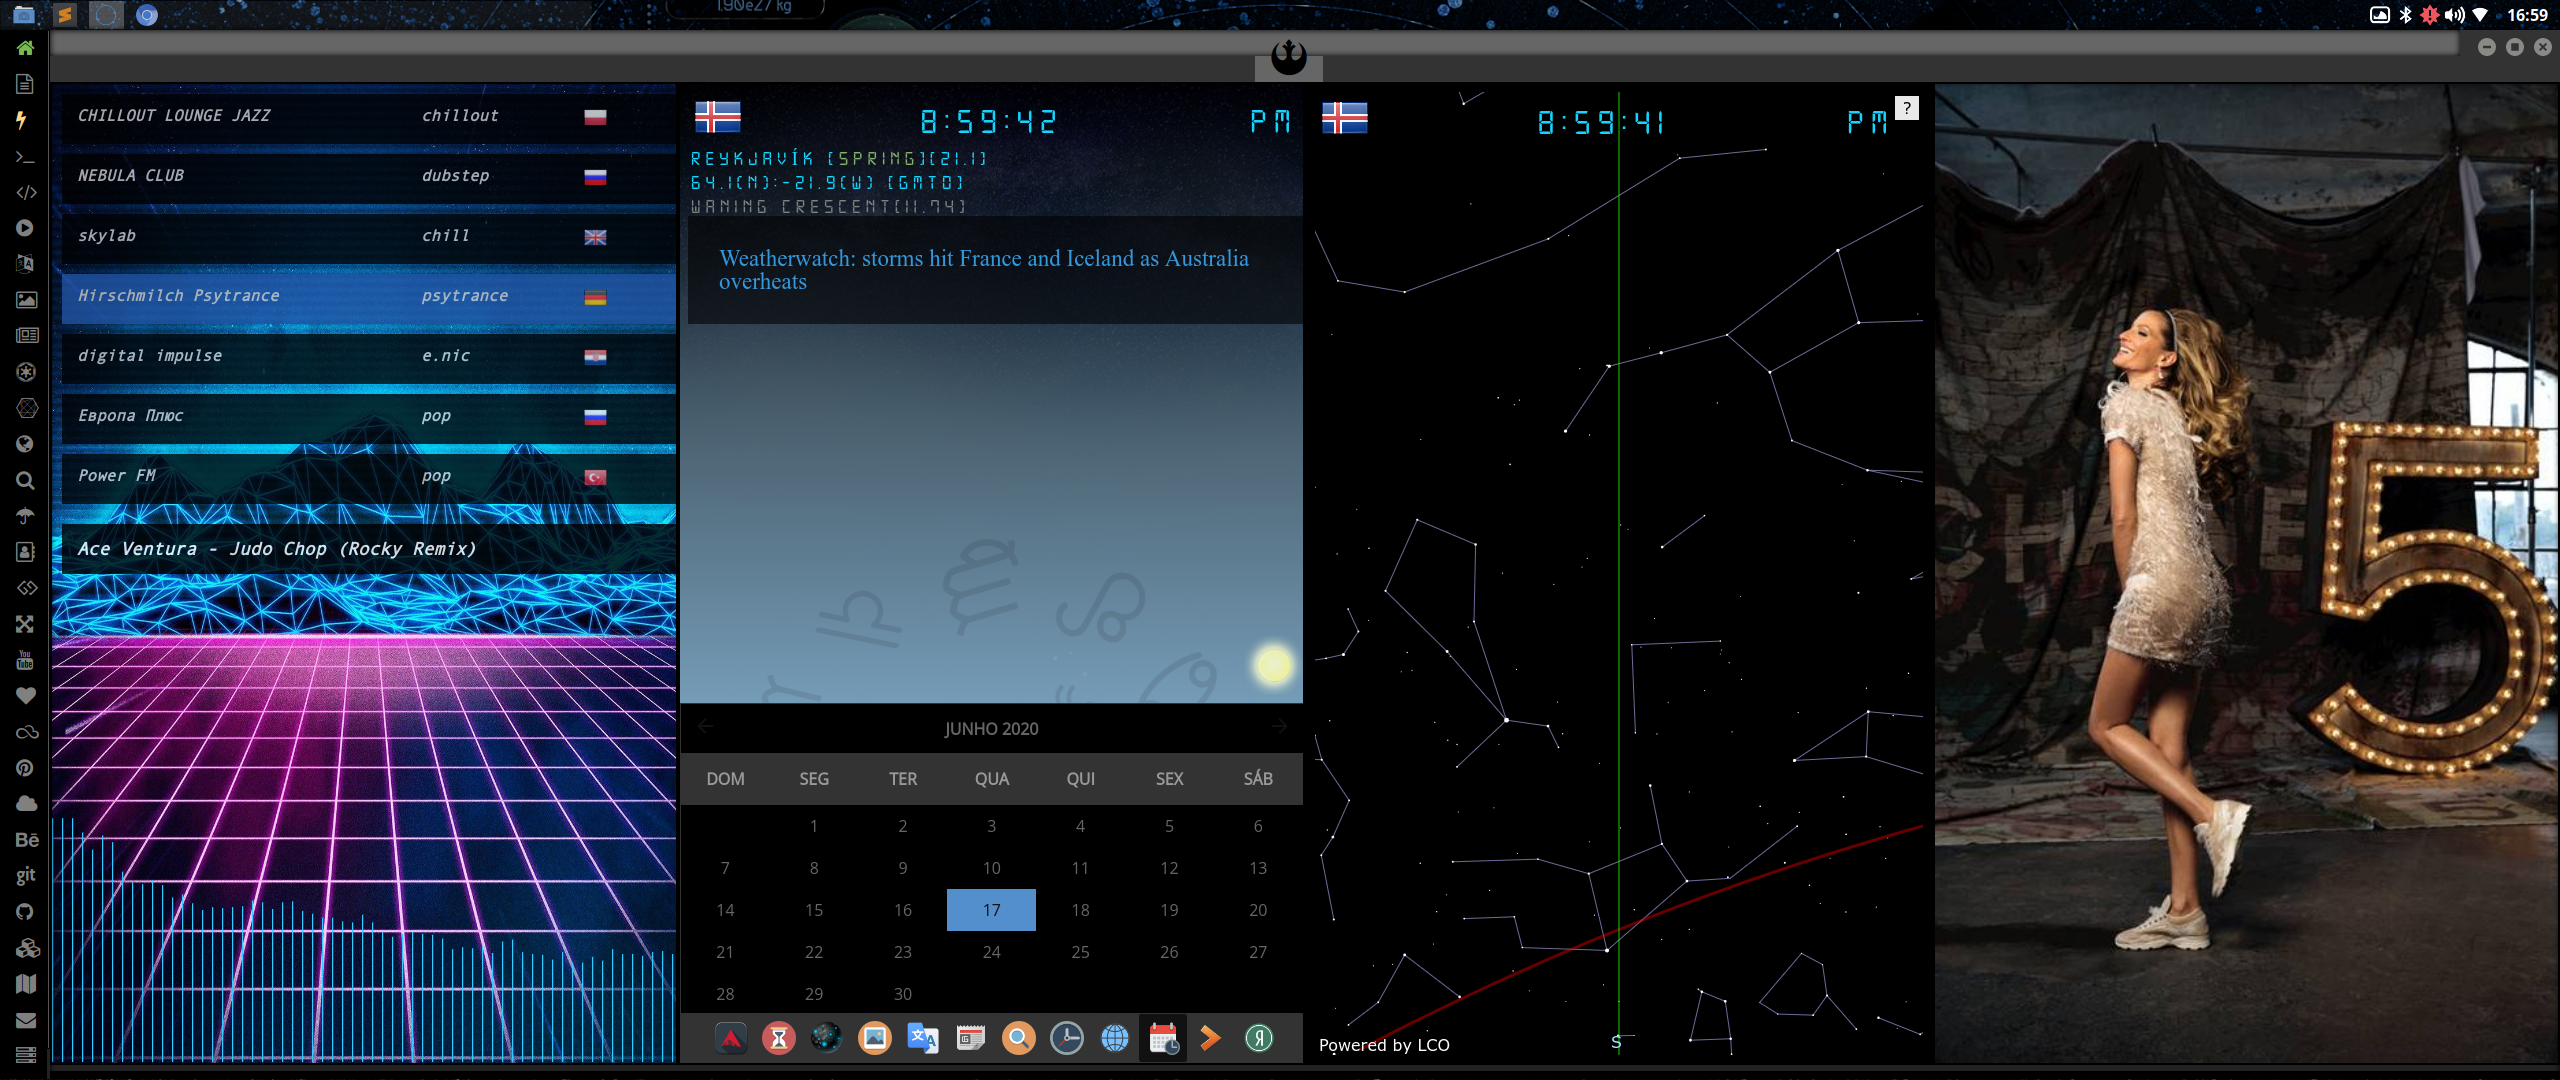 1.90e27 kg
16:59
CHILLOUT LOUNGE JAZZ chillout
NEBULA CLUB dubstep
skylab chill
Hirschmilch Psytrance psytrance
digital impulse e.nic
Европа Плюс pop
Power FM pop
Ace Ventura - Judo Chop (Rocky Remix)
You
Tube
Bē
git
8:59:42 PM
REYKJAVÍK [SPRING][21.1]
64.1(N):-21.9(W) [GMT0]
WANING CRESCENT[11.74]
Weatherwatch: storms hit France and Iceland as Australia
overheats
JUNHO 2020
DOM SEG TER QUA QUI SEX SÁB
1 2 3 4 5 6
7 8 9 10 11 12 13
14 15 16 17 18 19 20
21 22 23 24 25 26 27
28 29 30
8:59:41 PM
?
S
Powered by LCO
5